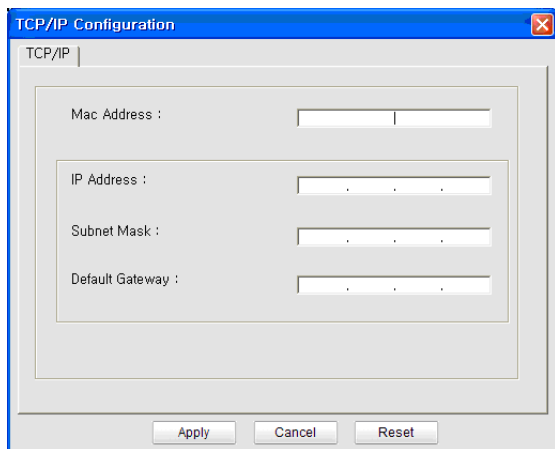 TCP/IP Configuration
TCP/IP
Mac Address :
IP Address :
. . .
Subnet Mask :
. . .
Default Gateway :
. . .
Apply Cancel Reset